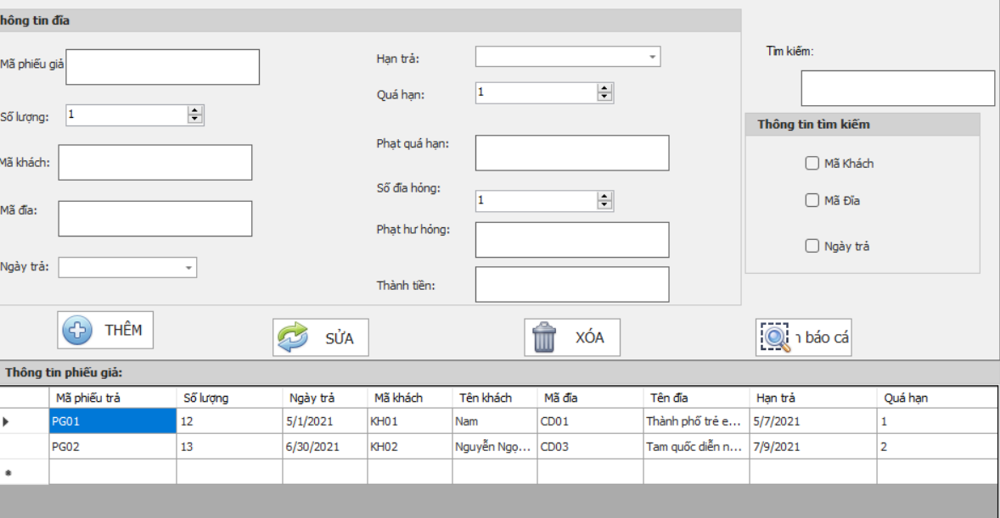 hông tin đĩa
Mã phiếu giả
Số lượng:
1
Mã khách:
Mã đĩa:
Ngày trả:
Hạn trả:
Quá hạn:
1
Phạt quá hạn:
Số đĩa hỏng:
1
Phạt hư hỏng:
Thành tiền:
Tìm kiếm:
Thông tin tìm kiếm
Mã Khách
Mã Đĩa
Ngày trả
THÊM
SỬA
XÓA
báo cá
Thông tin phiếu giả:
Mã phiếu trả Số lượng Ngày trả Mã khách Tên khách Mã đĩa Tên đĩa Hạn trả Quá hạn
PG01 12 5/1/2021 KH01 Nam CD01 Thành phố trẻ e... 5/7/2021 1
PG02 13 6/30/2021 KH02 Nguyễn Ngọ... CD03 Tam quốc diễn n... 7/9/2021 2